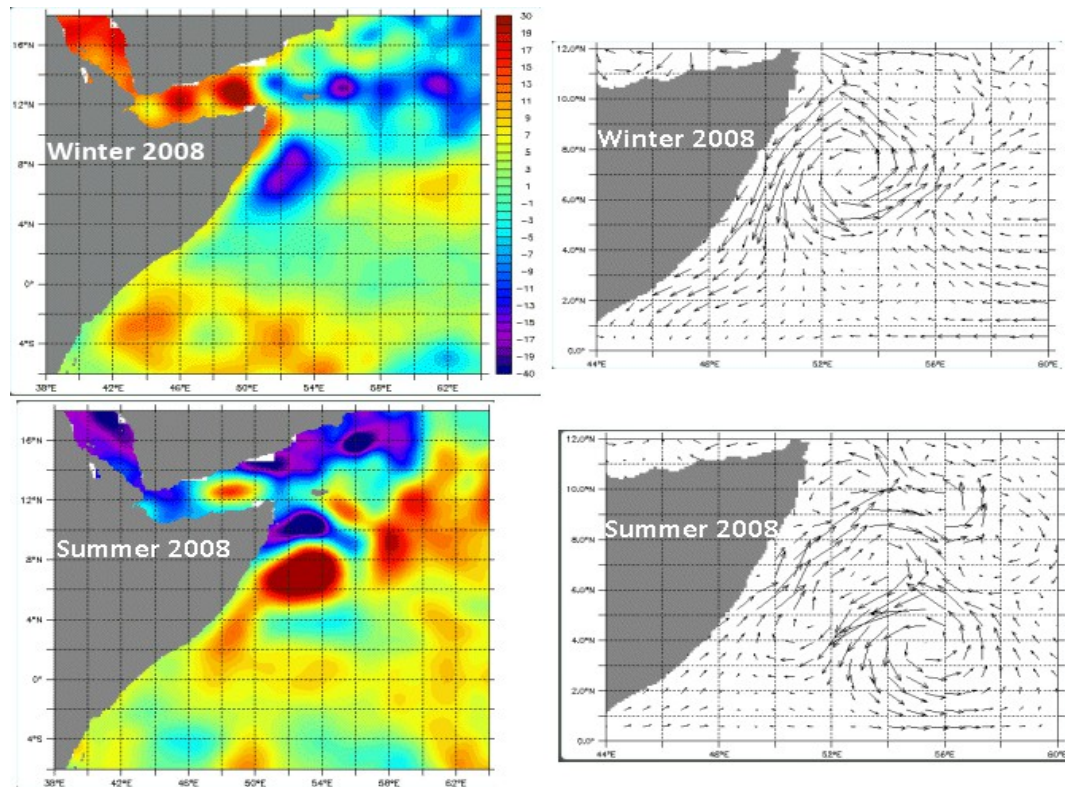 16°N
12°N
Winter 2008
8°N
4°N
0°
4°S
38°E 42°E 46°E 50°E 54°E 58°E 62°E
30
19
17
15
13
11
9
7
5
3
1
-1
-3
-5
-7
-9
-11
-13
-15
-17
-19
-40
12.0°N
10.0°N
Winter 2008
8.0°N
6.0°N
4.0°N
2.0°N
0.0°
44°E 48°E 52°E 56°E 60°E
16°N
12°N
Summer 2008
8°N
4°N
0°
4°S
38°E 42°E 46°E 50°E 54°E 58°E 62°E
12.0°N
10.0°N
Summer 2008
8.0°N
6.0°N
4.0°N
2.0°N
0.0°
44°E 48°E 52°E 56°E 60°E